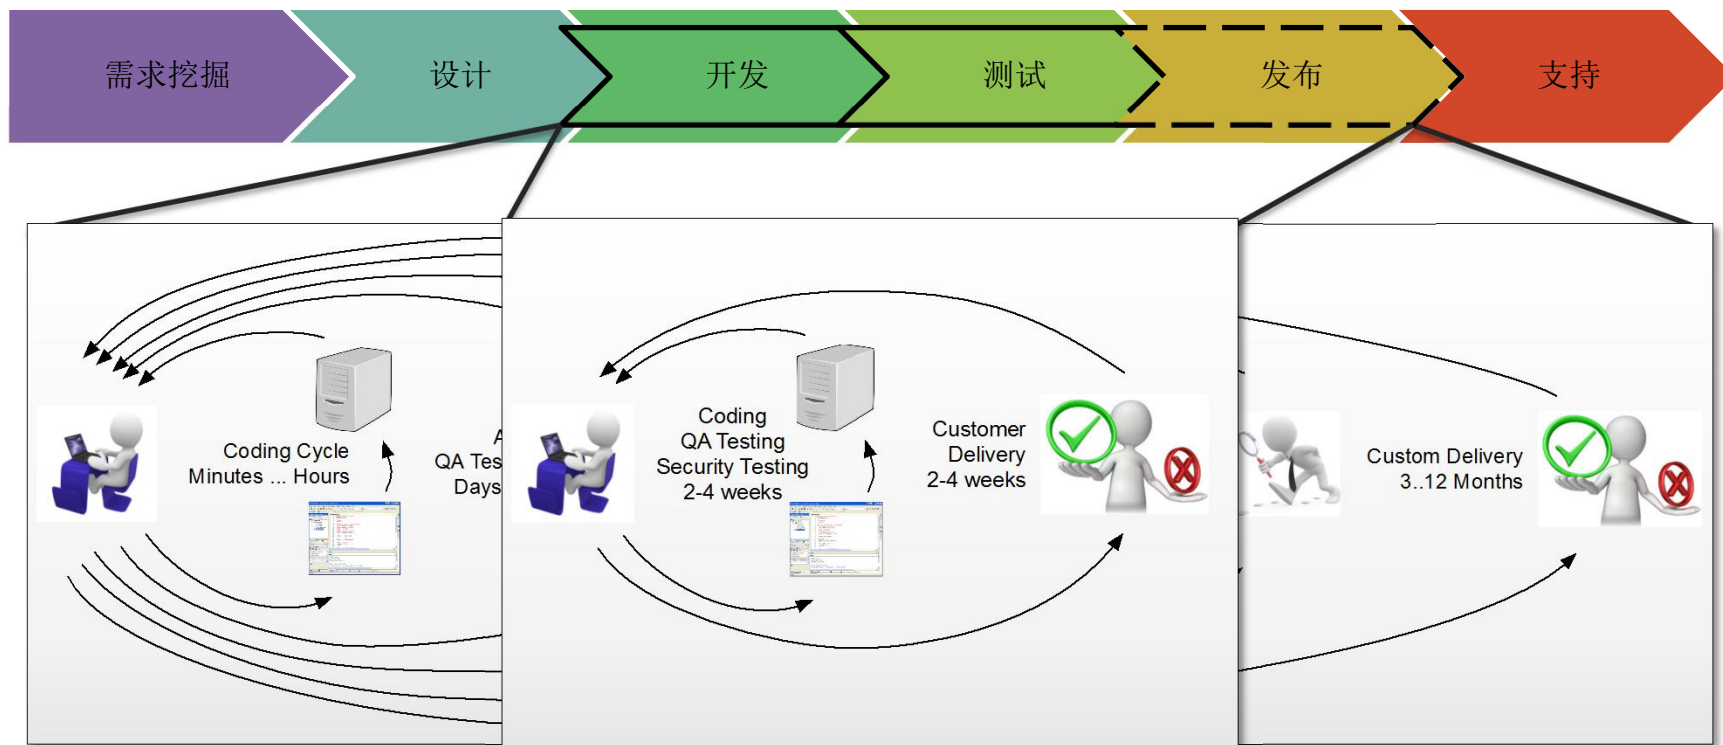 需求挖掘
设计
开发
测试
发布
支持
Coding Cycle
Minutes ... Hours
QA Tes
Days
Coding
QA Testing
Security Testing
2-4 weeks
Customer
Delivery
2-4 weeks
Custom Delivery
3..12 Months